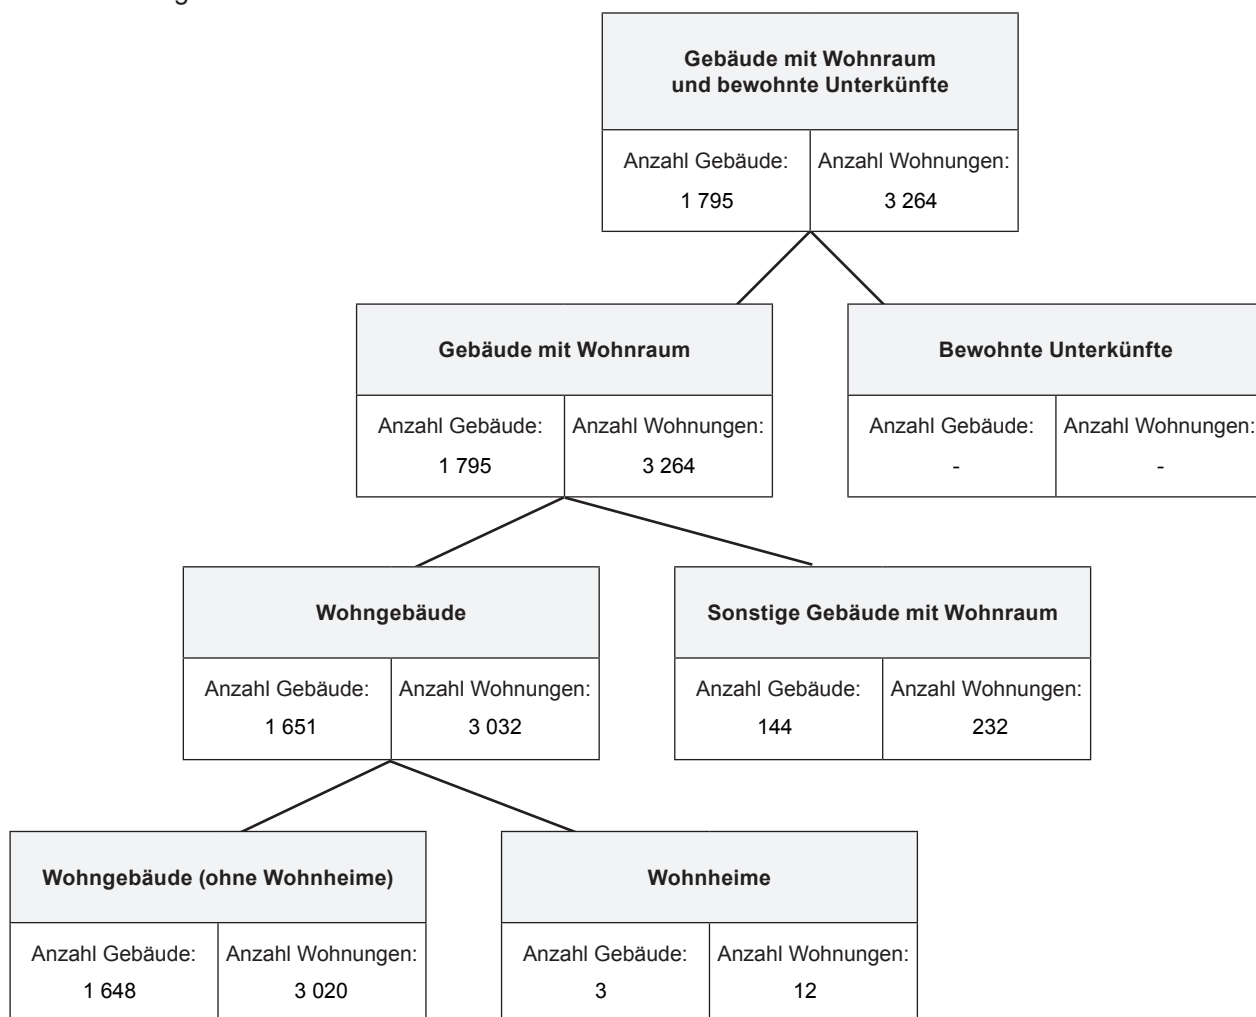 Gebäude mit Wohnraum
und bewohnte Unterkünfte
Anzahl Gebäude: Anzahl Wohnungen:
1 795 3 264
Gebäude mit Wohnraum Bewohnte Unterkünfte
Anzahl Gebäude: Anzahl Wohnungen: Anzahl Gebäude: Anzahl Wohnungen:
1 795 3 264 - -
Wohngebäude Sonstige Gebäude mit Wohnraum
Anzahl Gebäude: Anzahl Wohnungen: Anzahl Gebäude: Anzahl Wohnungen:
1 651 3 032 144 232
Wohngebäude (ohne Wohnheime) Wohnheime
Anzahl Gebäude: Anzahl Wohnungen: Anzahl Gebäude: Anzahl Wohnungen:
1 648 3 020 3 12